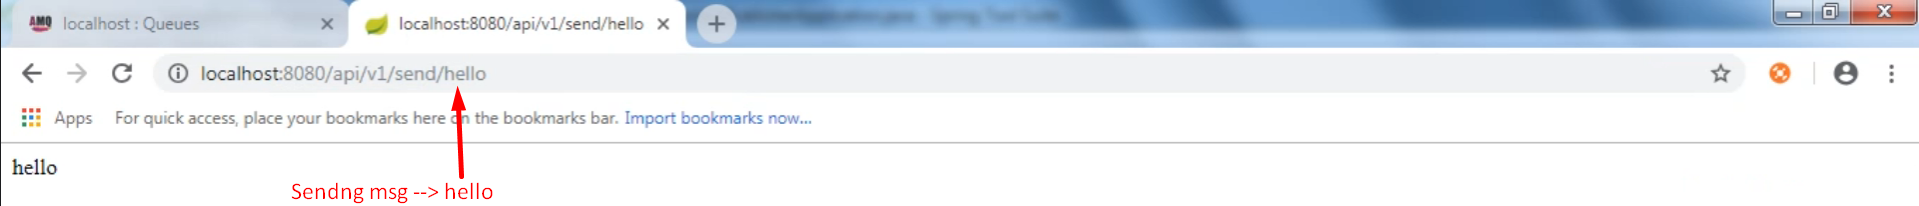 AMQ localhost : Queues
localhost:8080/api/v1/send/hello
localhost:8080/api/v1/send/hello
Apps For quick access, place your bookmarks here on the bookmarks bar. Import bookmarks now...
hello
Sendng msg --> hello